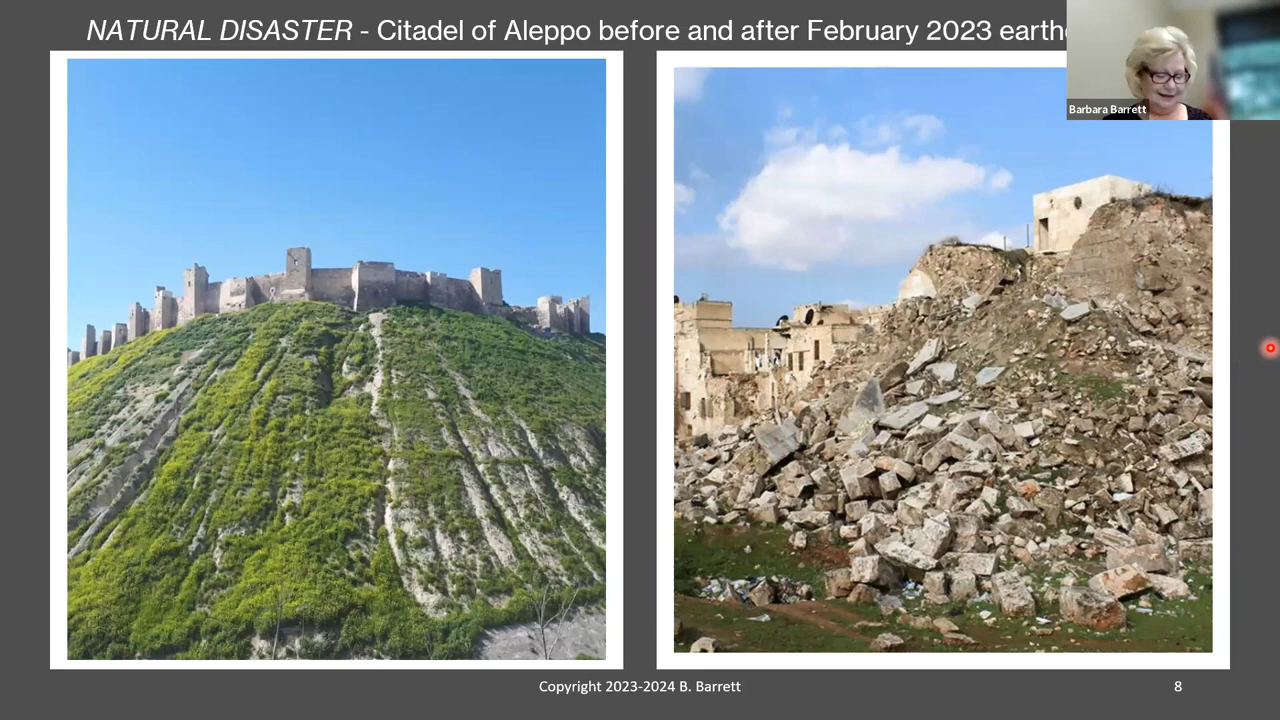 NATURAL DISASTER - Citadel of Aleppo before and after February 2023
Barbara Barrett
Copyright 2023-2024 B. Barrett
8